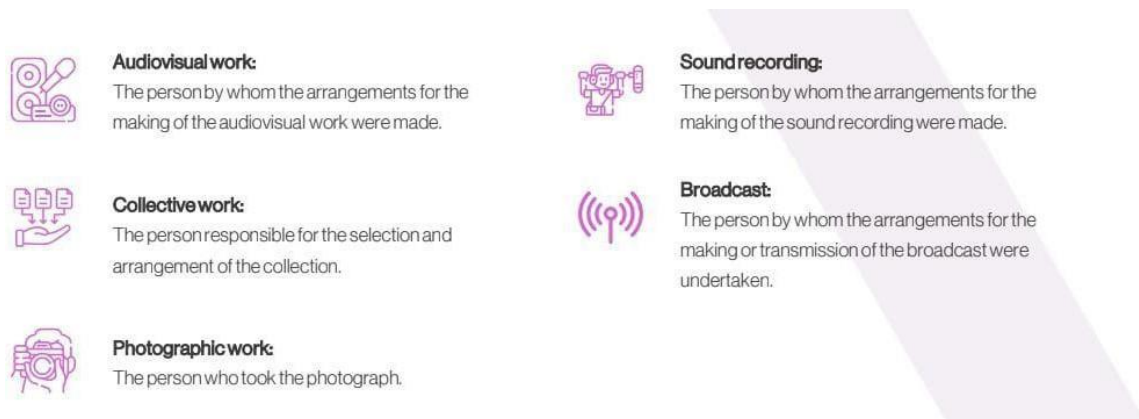 Audiovisual work:
The person by whom the arrangements for the
making of the audiovisual work were made.
Collective work:
The person responsible for the selection and
arrangement of the collection.
Photographic work:
The person who took the photograph.
Sound recording:
The person by whom the arrangements for the
making of the sound recording were made.
Broadcast:
The person by whom the arrangements for the
making or transmission of the broadcast were
undertaken.